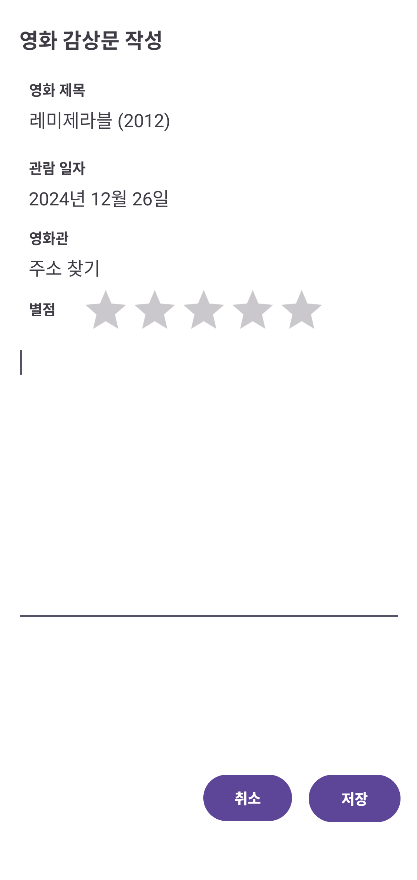 영화 감상문 작성
영화 제목
레미제라블 (2012)
관람 일자
2024년 12월 26일
영화관
주소 찾기
별점
취소 저장